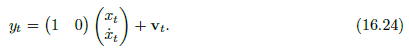 y_t = (1 0) (x_t ẋ_t) + v_t. (16.24)